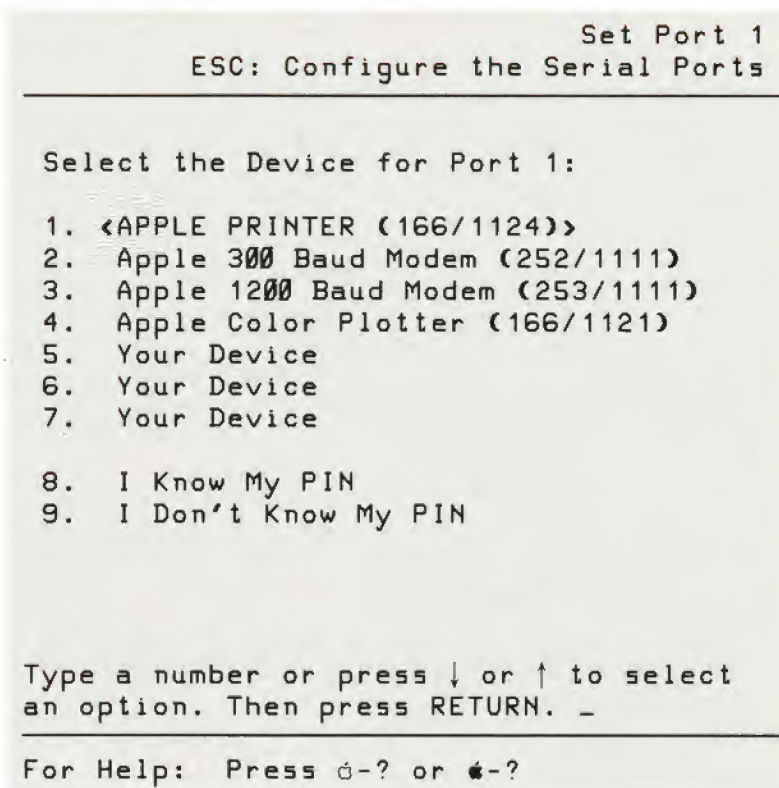 Set Port 1
ESC: Configure the Serial Ports
Select the Device for Port 1:
1. <APPLE PRINTER (166/1124)>
2. Apple 300 Baud Modem (252/1111)
3. Apple 1200 Baud Modem (253/1111)
4. Apple Color Plotter (166/1121)
5. Your Device
6. Your Device
7. Your Device
8. I Know My PIN
9. I Don't Know My PIN
Type a number or press ↓ or ↑ to select
an option. Then press RETURN. _
For Help: Press -? or -?